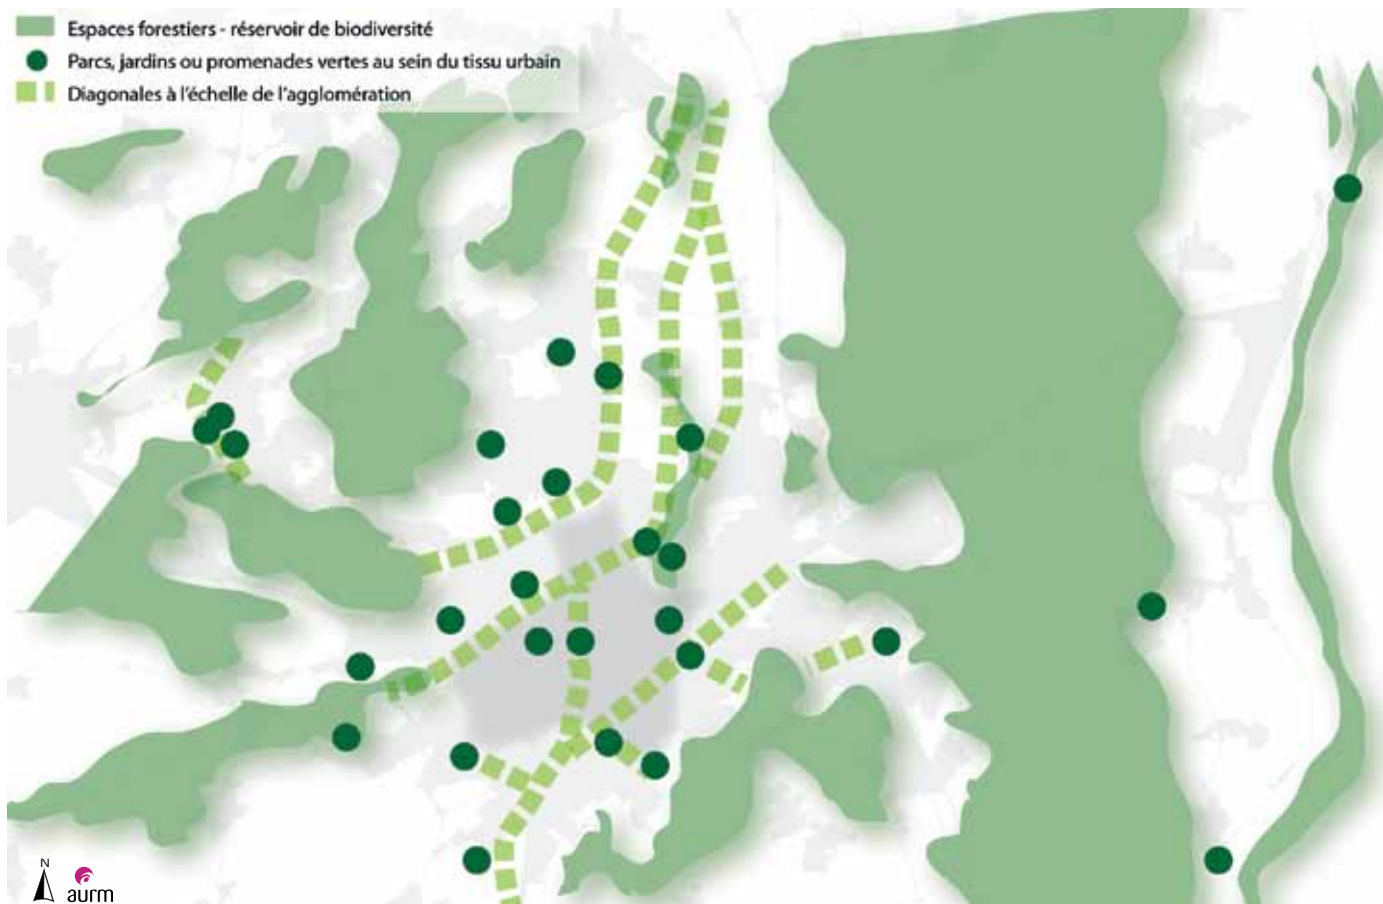 Espaces forestiers - réservoir de biodiversité
Parcs, jardins ou promenades vertes au sein du tissu urbain
Diagonales à l'échelle de l'agglomération
N
aurm